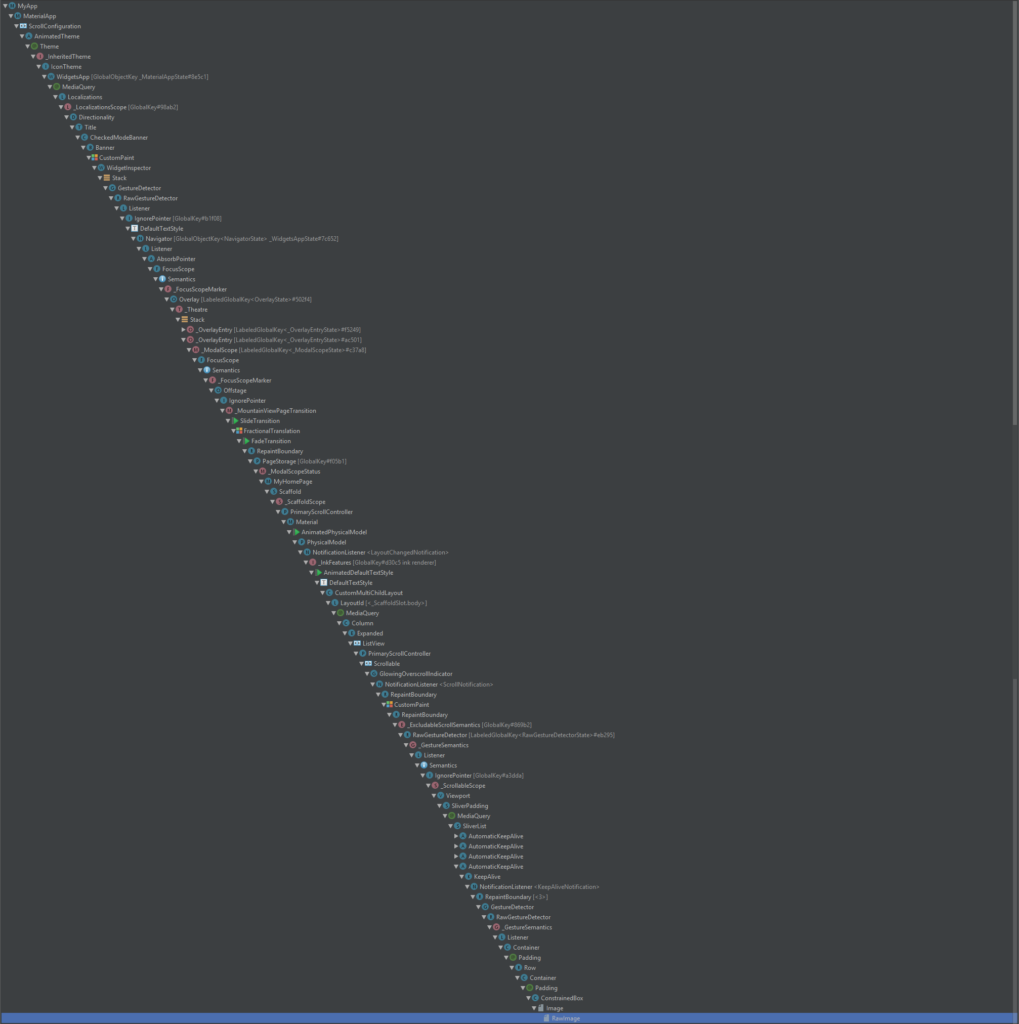 MyApp
MaterialApp
ScrollConfiguration
AnimatedTheme
Theme
_InheritedTheme
IconTheme
WidgetsApp [GlobalObjectKey _MaterialAppState#8e5c1]
MediaQuery
Localizations
_LocalizationsScope [GlobalKey#98ab2]
Directionality
Title
CheckedModeBanner
Banner
CustomPaint
WidgetInspector
Stack
GestureDetector
RawGestureDetector
Listener
IgnorePointer [GlobalKey#b1f08]
DefaultTextStyle
Navigator [GlobalObjectKey<NavigatorState> _WidgetsAppState#7c652]
Listener
AbsorbPointer
FocusScope
Semantics
_FocusScopeMarker
Overlay [LabeledGlobalKey<OverlayState>#502f4]
_Theatre
Stack
_OverlayEntry [LabeledGlobalKey<_OverlayEntryState>#f5249]
_OverlayEntry [LabeledGlobalKey<_OverlayEntryState>#ac501]
_ModalScope [LabeledGlobalKey<_ModalScopeState>#c37a8]
FocusScope
Semantics
_FocusScopeMarker
Offstage
IgnorePointer
_MountainViewPageTransition
SlideTransition
FractionalTranslation
FadeTransition
RepaintBoundary
PageStorage [GlobalKey#f05b1]
_ModalScopeStatus
MyHomePage
Scaffold
_ScaffoldScope
PrimaryScrollController
Material
AnimatedPhysicalModel
PhysicalModel
NotificationListener <LayoutChangedNotification>
_InkFeatures [GlobalKey#d30c5 ink renderer]
AnimatedDefaultTextStyle
DefaultTextStyle
CustomMultiChildLayout
LayoutId [<_ScaffoldSlot.body>]
MediaQuery
Column
Expanded
ListView
PrimaryScrollController
Scrollable
GlowingOverscrollIndicator
NotificationListener <ScrollNotification>
RepaintBoundary
CustomPaint
RepaintBoundary
_ExcludableScrollSemantics [GlobalKey#869b2]
RawGestureDetector [LabeledGlobalKey<RawGestureDetectorState>#eb295]
_GestureSemantics
Listener
Semantics
IgnorePointer [GlobalKey#a3dda]
_ScrollableScope
Viewport
SliverPadding
MediaQuery
SliverList
AutomaticKeepAlive
AutomaticKeepAlive
AutomaticKeepAlive
AutomaticKeepAlive
KeepAlive
NotificationListener <KeepAliveNotification>
RepaintBoundary [<3>]
GestureDetector
RawGestureDetector
_GestureSemantics
Listener
Container
Padding
Row
Container
Padding
ConstrainedBox
Image
RawImage